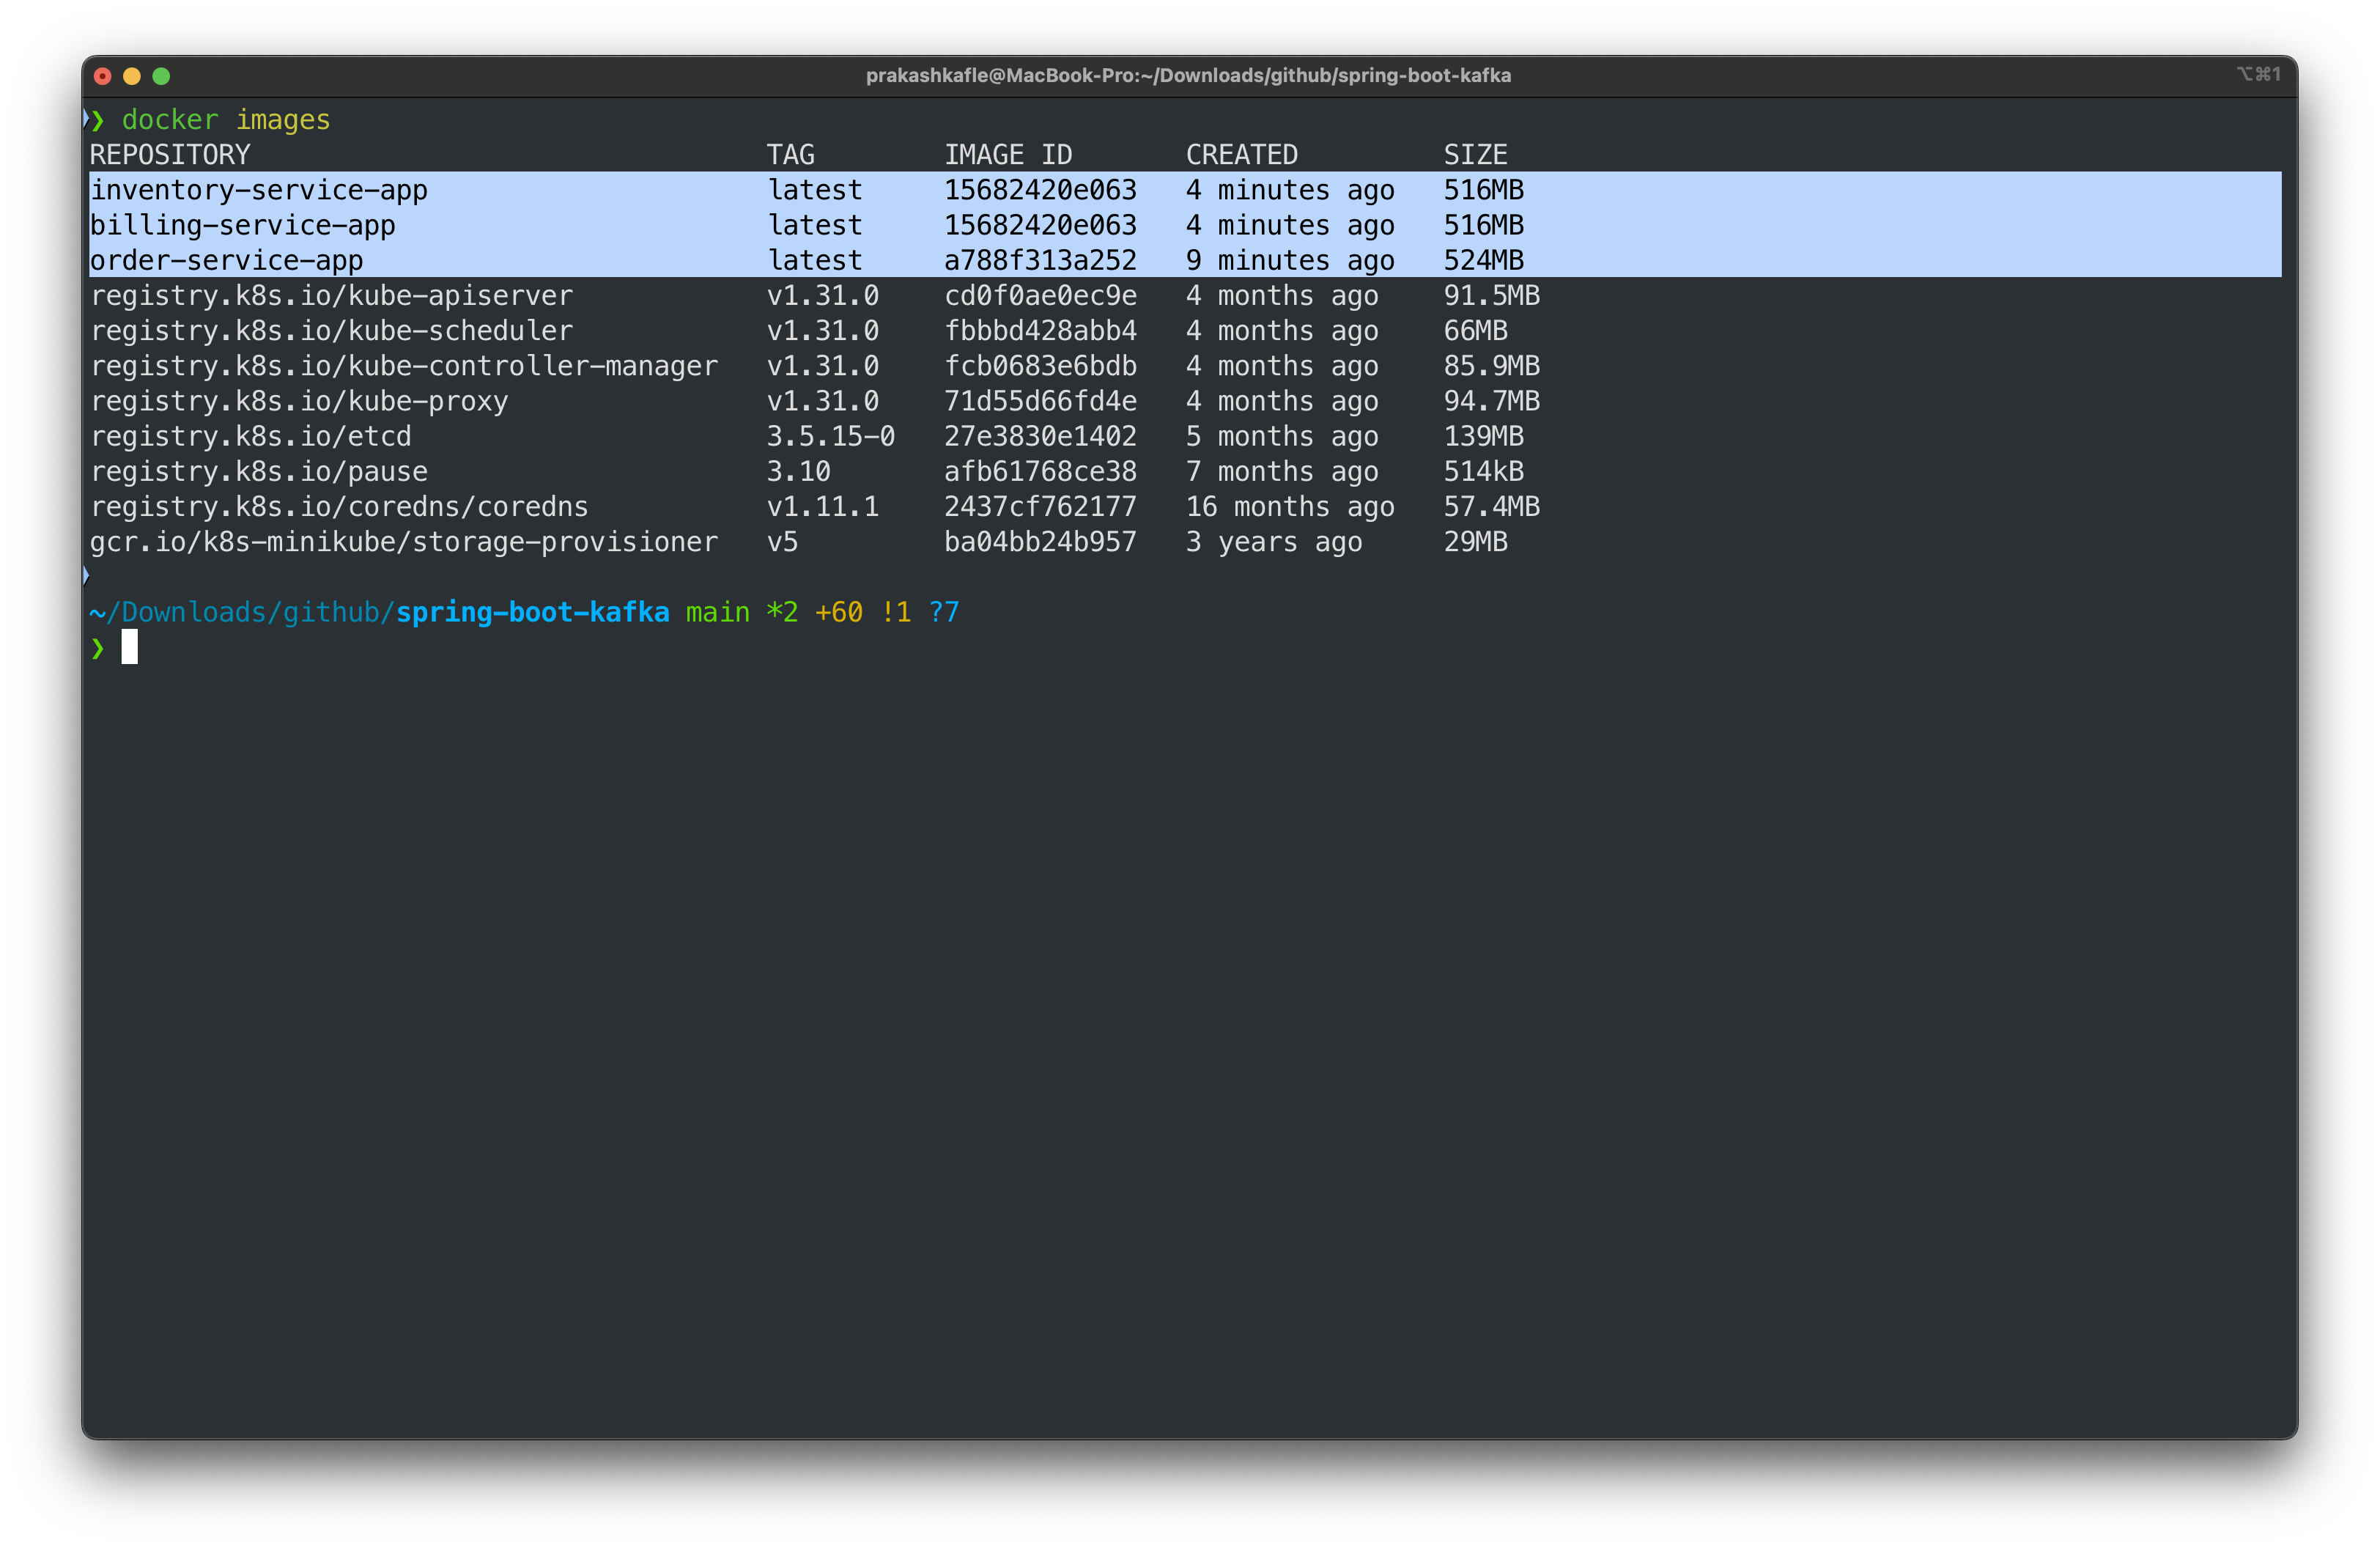 prakashkafle@MacBook-Pro:~/Downloads/github/spring-boot-kafka ⌥⌘1
❯ docker images
REPOSITORY TAG IMAGE ID CREATED SIZE
inventory-service-app latest 15682420e063 4 minutes ago 516MB
billing-service-app latest 15682420e063 4 minutes ago 516MB
order-service-app latest a788f313a252 9 minutes ago 524MB
registry.k8s.io/kube-apiserver v1.31.0 cd0f0ae0ec9e 4 months ago 91.5MB
registry.k8s.io/kube-scheduler v1.31.0 fbbbd428abb4 4 months ago 66MB
registry.k8s.io/kube-controller-manager v1.31.0 fcb0683e6bdb 4 months ago 85.9MB
registry.k8s.io/kube-proxy v1.31.0 71d55d66fd4e 4 months ago 94.7MB
registry.k8s.io/etcd 3.5.15-0 27e3830e1402 5 months ago 139MB
registry.k8s.io/pause 3.10 afb61768ce38 7 months ago 514kB
registry.k8s.io/coredns/coredns v1.11.1 2437cf762177 16 months ago 57.4MB
gcr.io/k8s-minikube/storage-provisioner v5 ba04bb24b957 3 years ago 29MB
~/Downloads/github/spring-boot-kafka main *2 +60 !1 ?7
❯